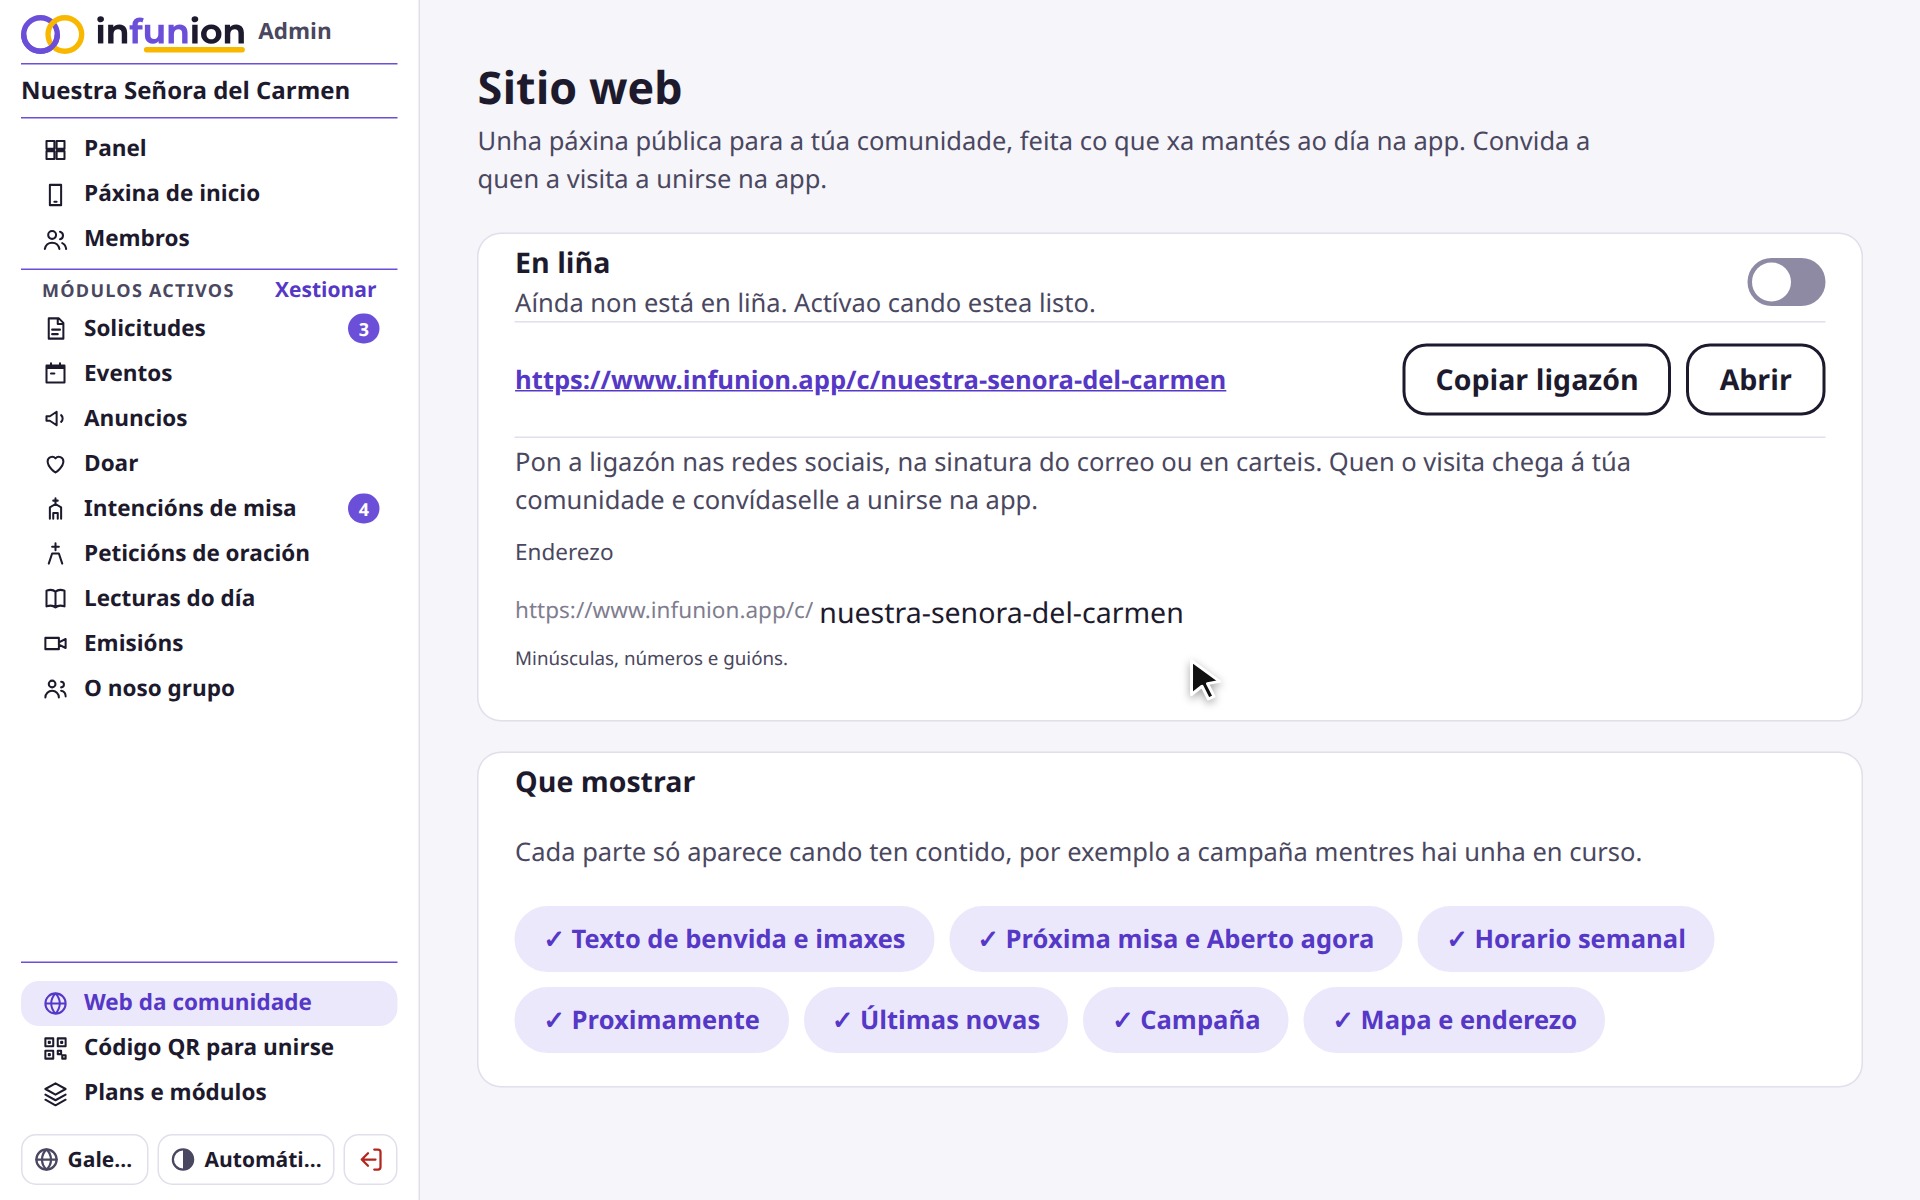 infunion Admin
Nuestra Señora del Carmen
Panel
Páxina de inicio
Membros
MÓDULOS ACTIVOS Xestionar
Solicitudes 3
Eventos
Anuncios
Doar
Intencións de misa 4
Peticións de oración
Lecturas do día
Emisións
O noso grupo
Web da comunidade
Código QR para unirse
Plans e módulos
Gale... Automáti...
Sitio web
Unha páxina pública para a túa comunidade, feita co que xa mantés ao día na app. Convida a
quen a visita a unirse na app.
En liña
Aínda non está en liña. Actívao cando estea listo.
https://www.infunion.app/c/nuestra-senora-del-carmen
Copiar ligazón Abrir
Pon a ligazón nas redes sociais, na sinatura do correo ou en carteis. Quen o visita chega á túa
comunidade e convídaselle a unirse na app.
Enderezo
https://www.infunion.app/c/ nuestra-senora-del-carmen
Minúsculas, números e guións.
Que mostrar
Cada parte só aparece cando ten contido, por exemplo a campaña mentres hai unha en curso.
✓ Texto de benvida e imaxes ✓ Próxima misa e Aberto agora ✓ Horario semanal
✓ Proximamente ✓ Últimas novas ✓ Campaña ✓ Mapa e enderezo